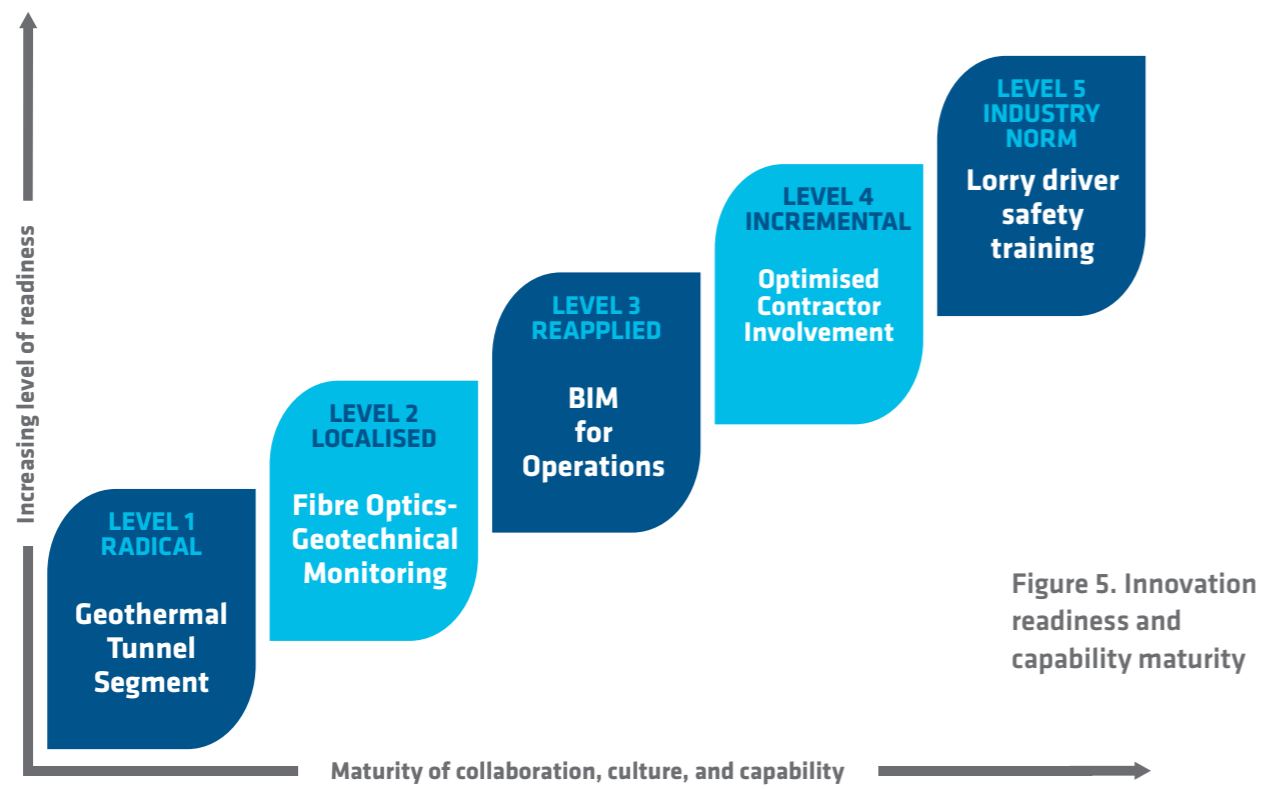 LEVEL 5
INDUSTRY
NORM
Lorry driver
safety
training
LEVEL 4
INCREMENTAL
Optimised
Contractor
Involvement
LEVEL 3
REAPPLIED
BIM
for
Operations
LEVEL 2
LOCALISED
Fibre Optics-
Geotechnical
Monitoring
LEVEL 1
RADICAL
Geothermal
Tunnel
Segment
Increasing level of readiness
Maturity of collaboration, culture, and capability
Figure 5. Innovation
readiness and
capability maturity